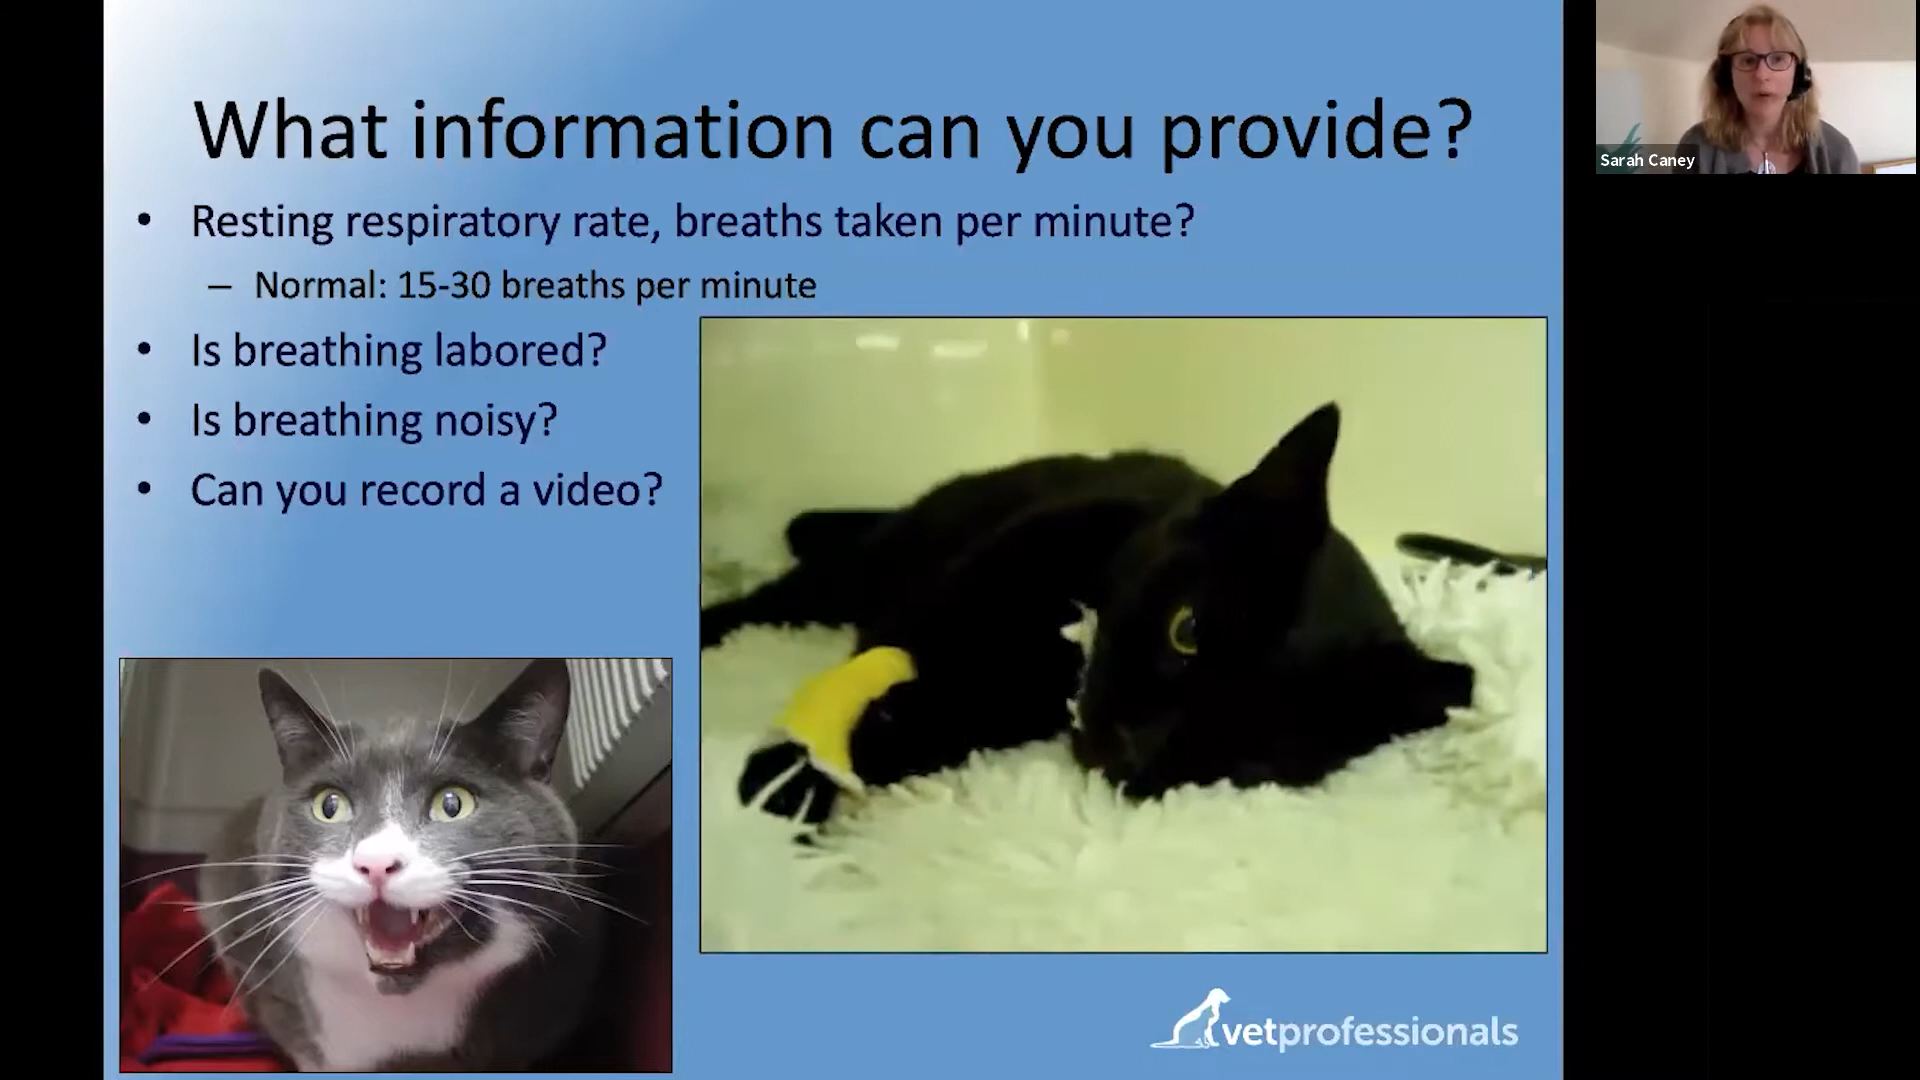 What information can you provide?
• Resting respiratory rate, breaths taken per minute?
– Normal: 15-30 breaths per minute
• Is breathing labored?
• Is breathing noisy?
• Can you record a video?
vetprofessionals
Sarah Caney